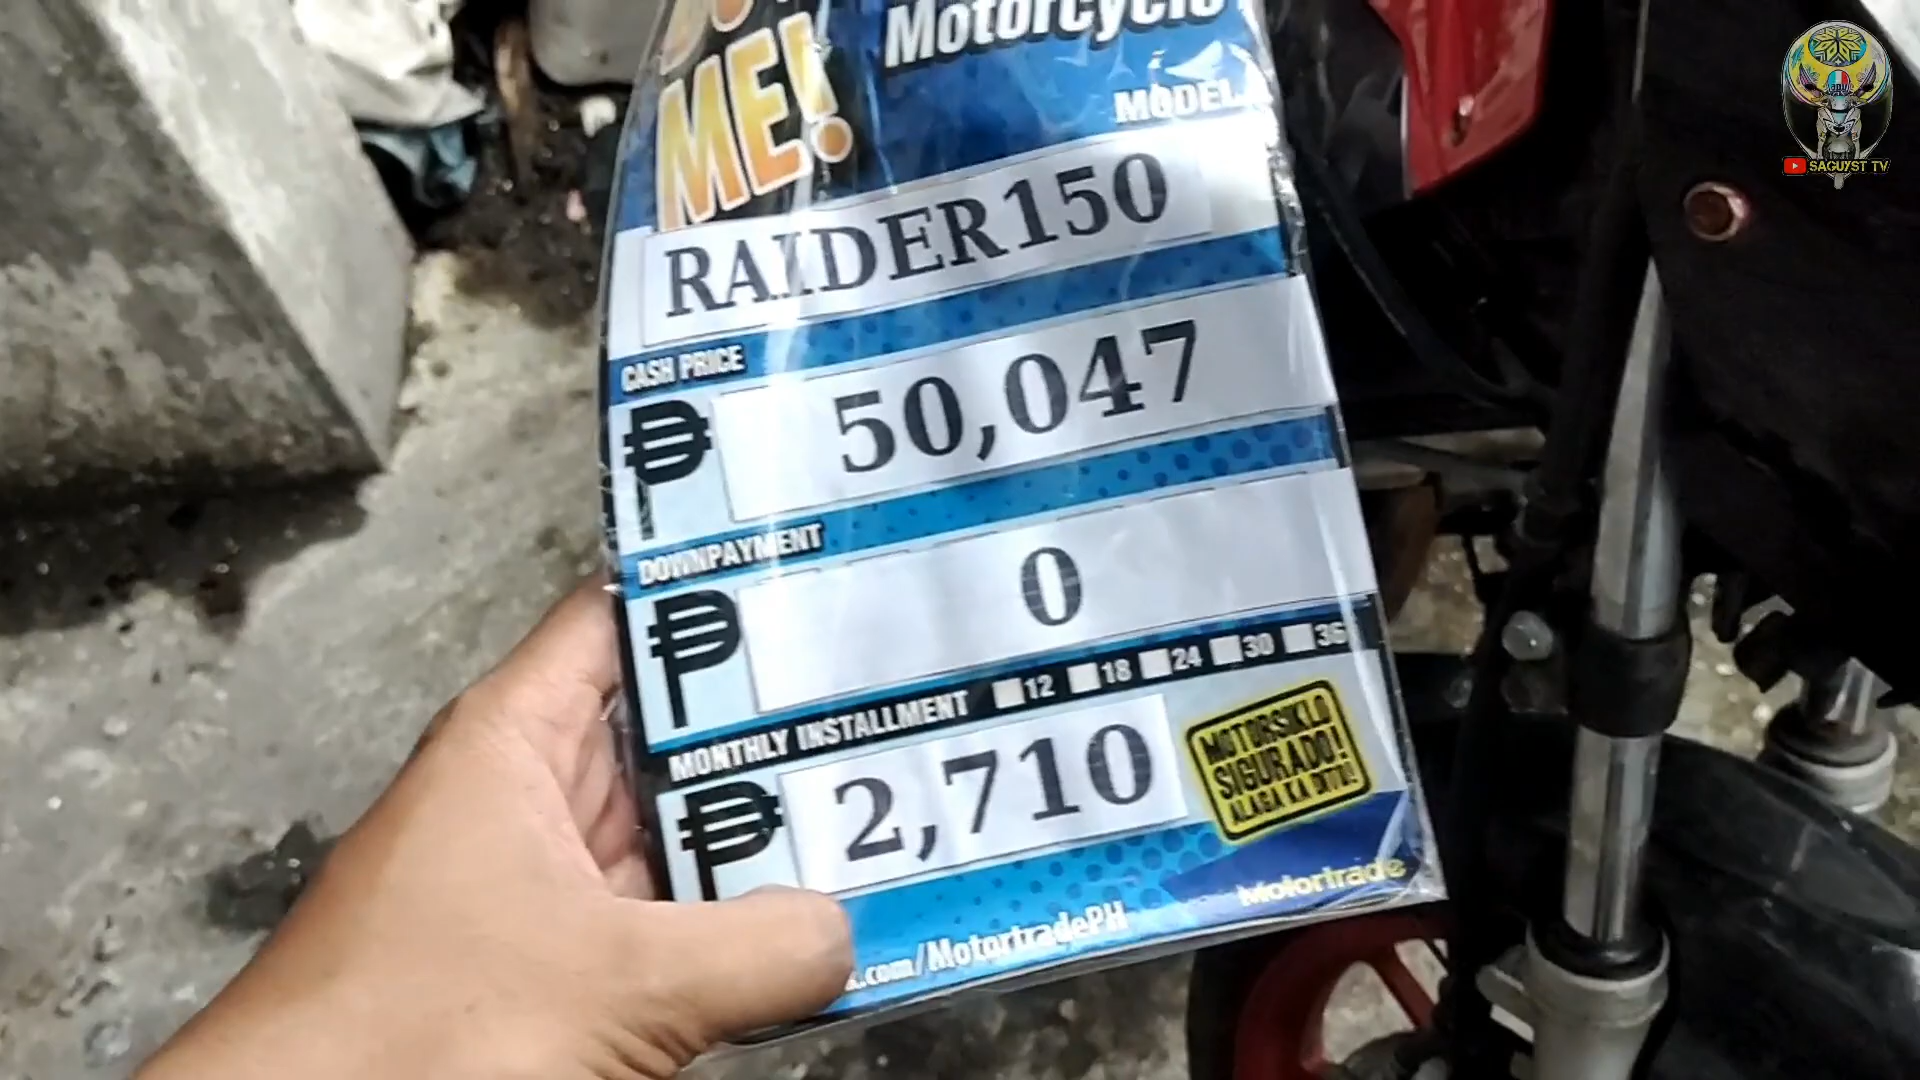 ME!
Motorcycle
MODEL
RAIDER150
CASH PRICE
₱ 50,047
DOWNPAYMENT
₱ 0
MONTHLY INSTALLMENT 12 18 24 30 36
₱ 2,710
MOTORSIKLO
SIGURADO!
ALAGA KA DITO!
Motortrade
.com/MotortradePH
SAGUYST TV